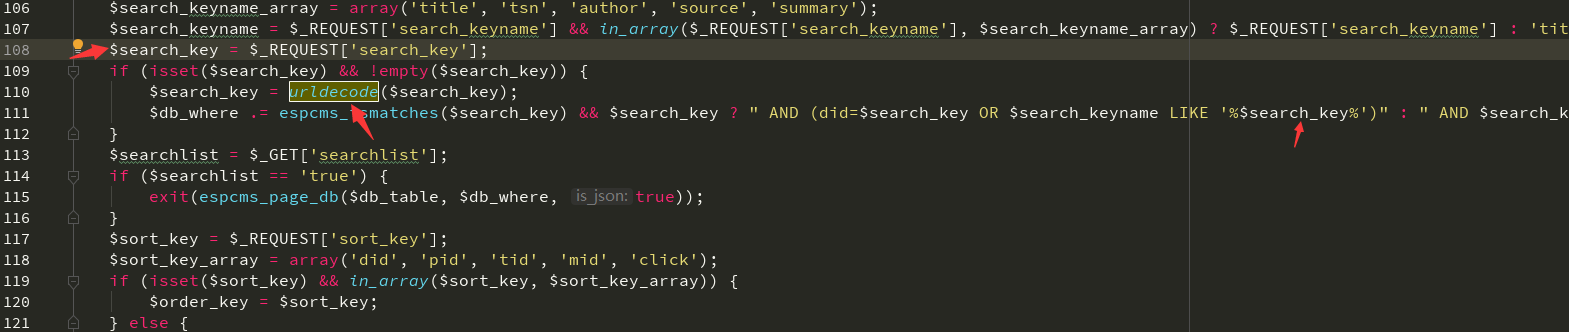 106 $search_keyname_array = array('title', 'tsn', 'author', 'source', 'summary');
107 $search_keyname = $_REQUEST['search_keyname'] && in_array($_REQUEST['search_keyname'], $search_keyname_array) ? $_REQUEST['search_keyname'] : 'tit
108 $search_key = $_REQUEST['search_key'];
109 if (isset($search_key) && !empty($search_key)) {
110 $search_key = urldecode($search_key);
111 $db_where .= smatches($search_key) && $search_key ? " AND (did=$search_key OR $search_keyname LIKE '%$search_key%')" : " AND $search_k
112 }
113 $searchlist = $_GET['searchlist'];
114 if ($searchlist == 'true') {
115 exit(espcms_page_db($db_table, $db_where, is_json: true));
116 }
117 $sort_key = $_REQUEST['sort_key'];
118 $sort_key_array = array('did', 'pid', 'tid', 'mid', 'click');
119 if (isset($sort_key) && in_array($sort_key, $sort_key_array)) {
120 $order_key = $sort_key;
121 } else {